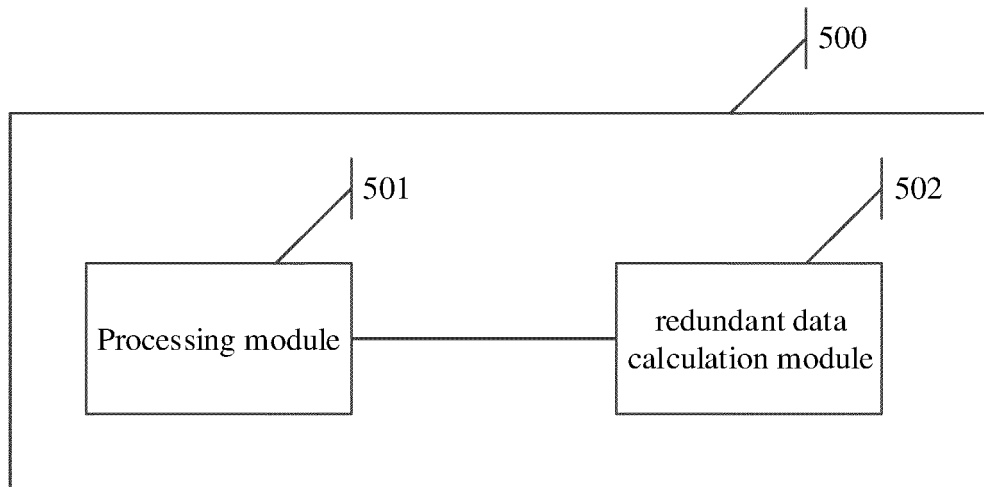 500
501
502
Processing module
redundant data
calculation module